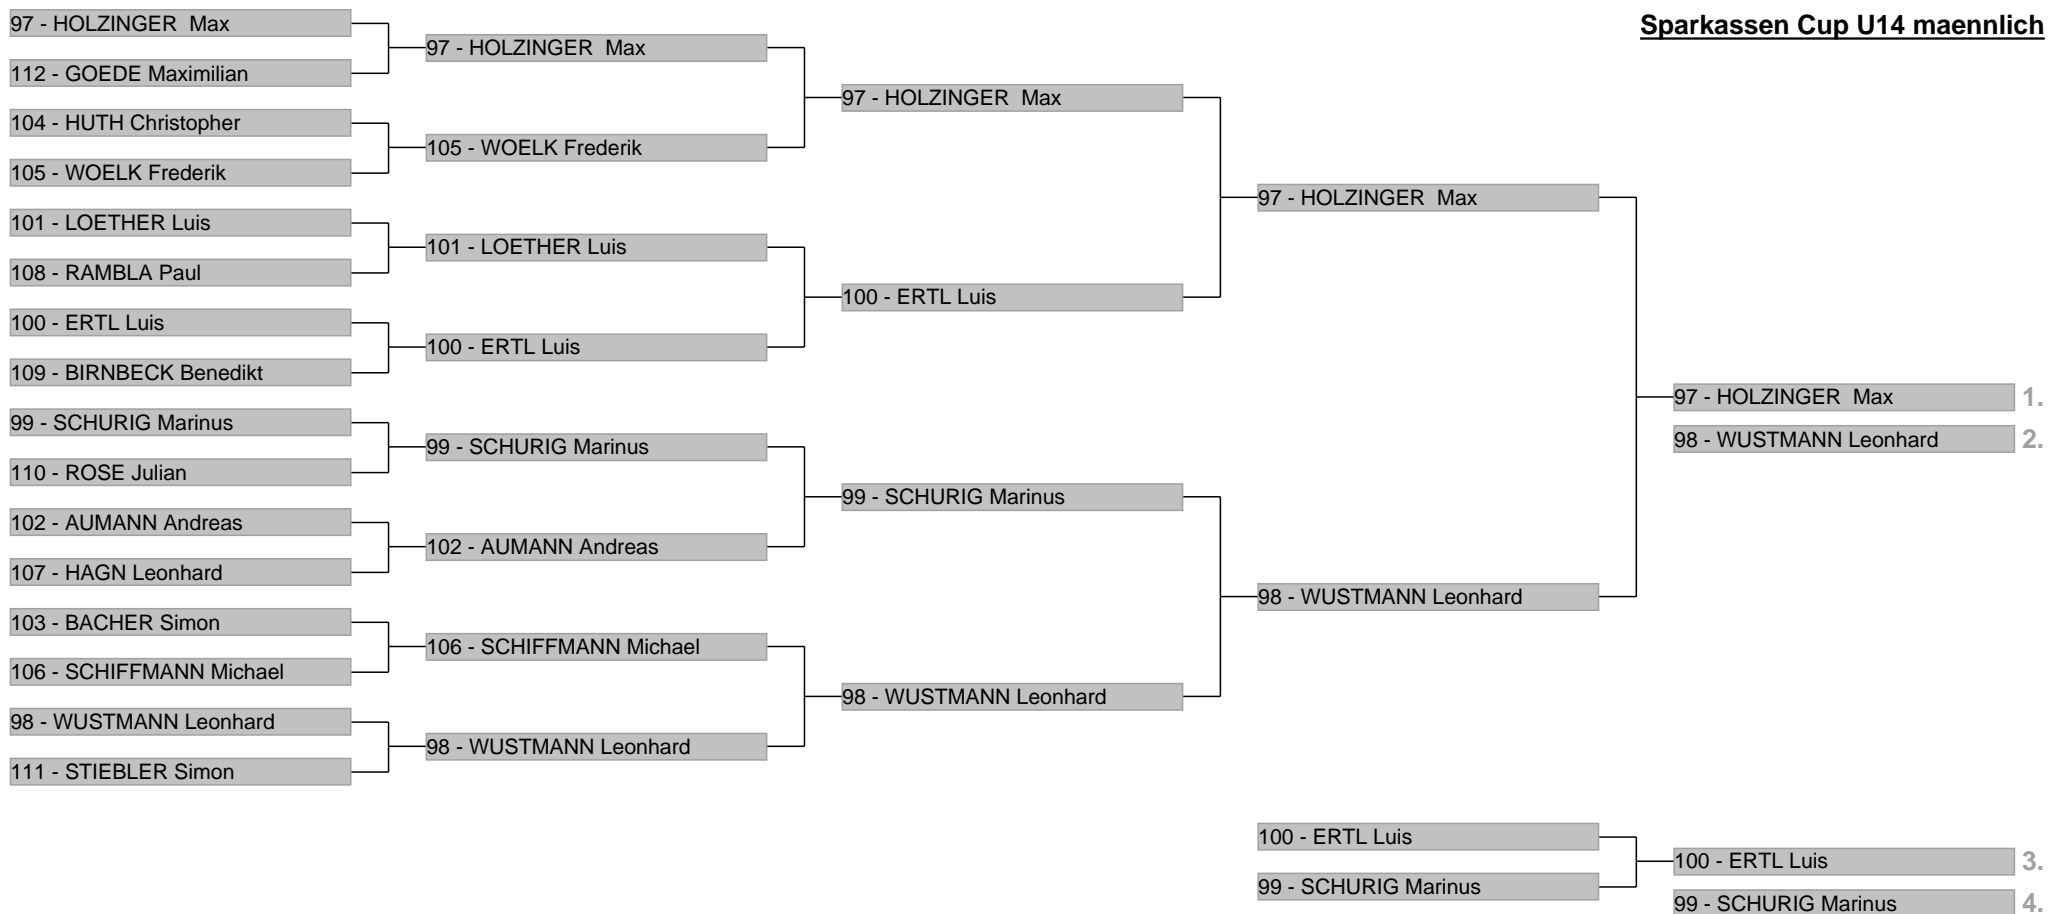 Sparkassen Cup U14 maennlich
97 - HOLZINGER  Max
112 - GOEDE Maximilian
104 - HUTH Christopher
105 - WOELK Frederik
101 - LOETHER Luis
108 - RAMBLA Paul
100 - ERTL Luis
109 - BIRNBECK Benedikt
99 - SCHURIG Marinus
110 - ROSE Julian
102 - AUMANN Andreas
107 - HAGN Leonhard
103 - BACHER Simon
106 - SCHIFFMANN Michael
98 - WUSTMANN Leonhard
111 - STIEBLER Simon
97 - HOLZINGER  Max
105 - WOELK Frederik
101 - LOETHER Luis
100 - ERTL Luis
99 - SCHURIG Marinus
102 - AUMANN Andreas
106 - SCHIFFMANN Michael
98 - WUSTMANN Leonhard
97 - HOLZINGER  Max
100 - ERTL Luis
99 - SCHURIG Marinus
98 - WUSTMANN Leonhard
97 - HOLZINGER  Max
98 - WUSTMANN Leonhard
97 - HOLZINGER  Max 1.
98 - WUSTMANN Leonhard 2.
100 - ERTL Luis
99 - SCHURIG Marinus
100 - ERTL Luis 3.
99 - SCHURIG Marinus 4.